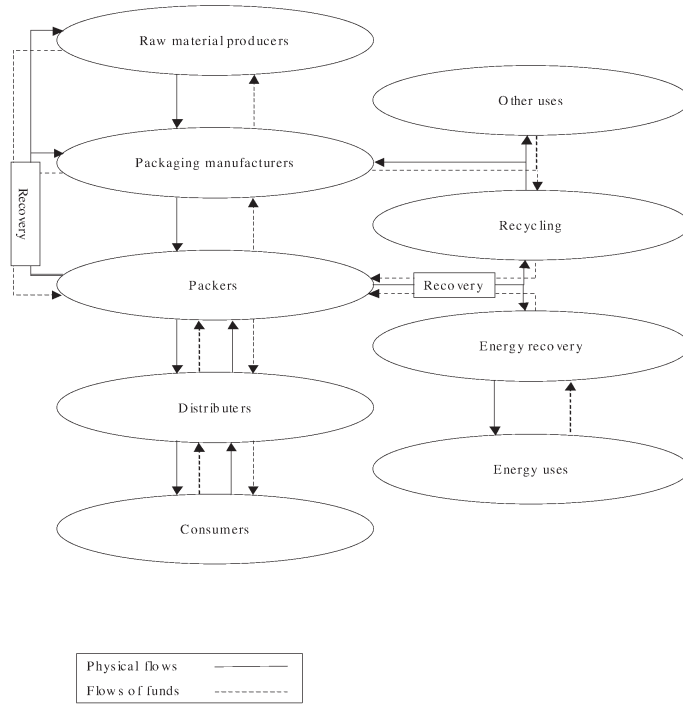 Raw material producers
Other uses
Packaging manufacturers
Recovery
Recycling
Packers
Recovery
Energy recovery
Distributers
Energy uses
Consumers
Physical flows
Flows of funds